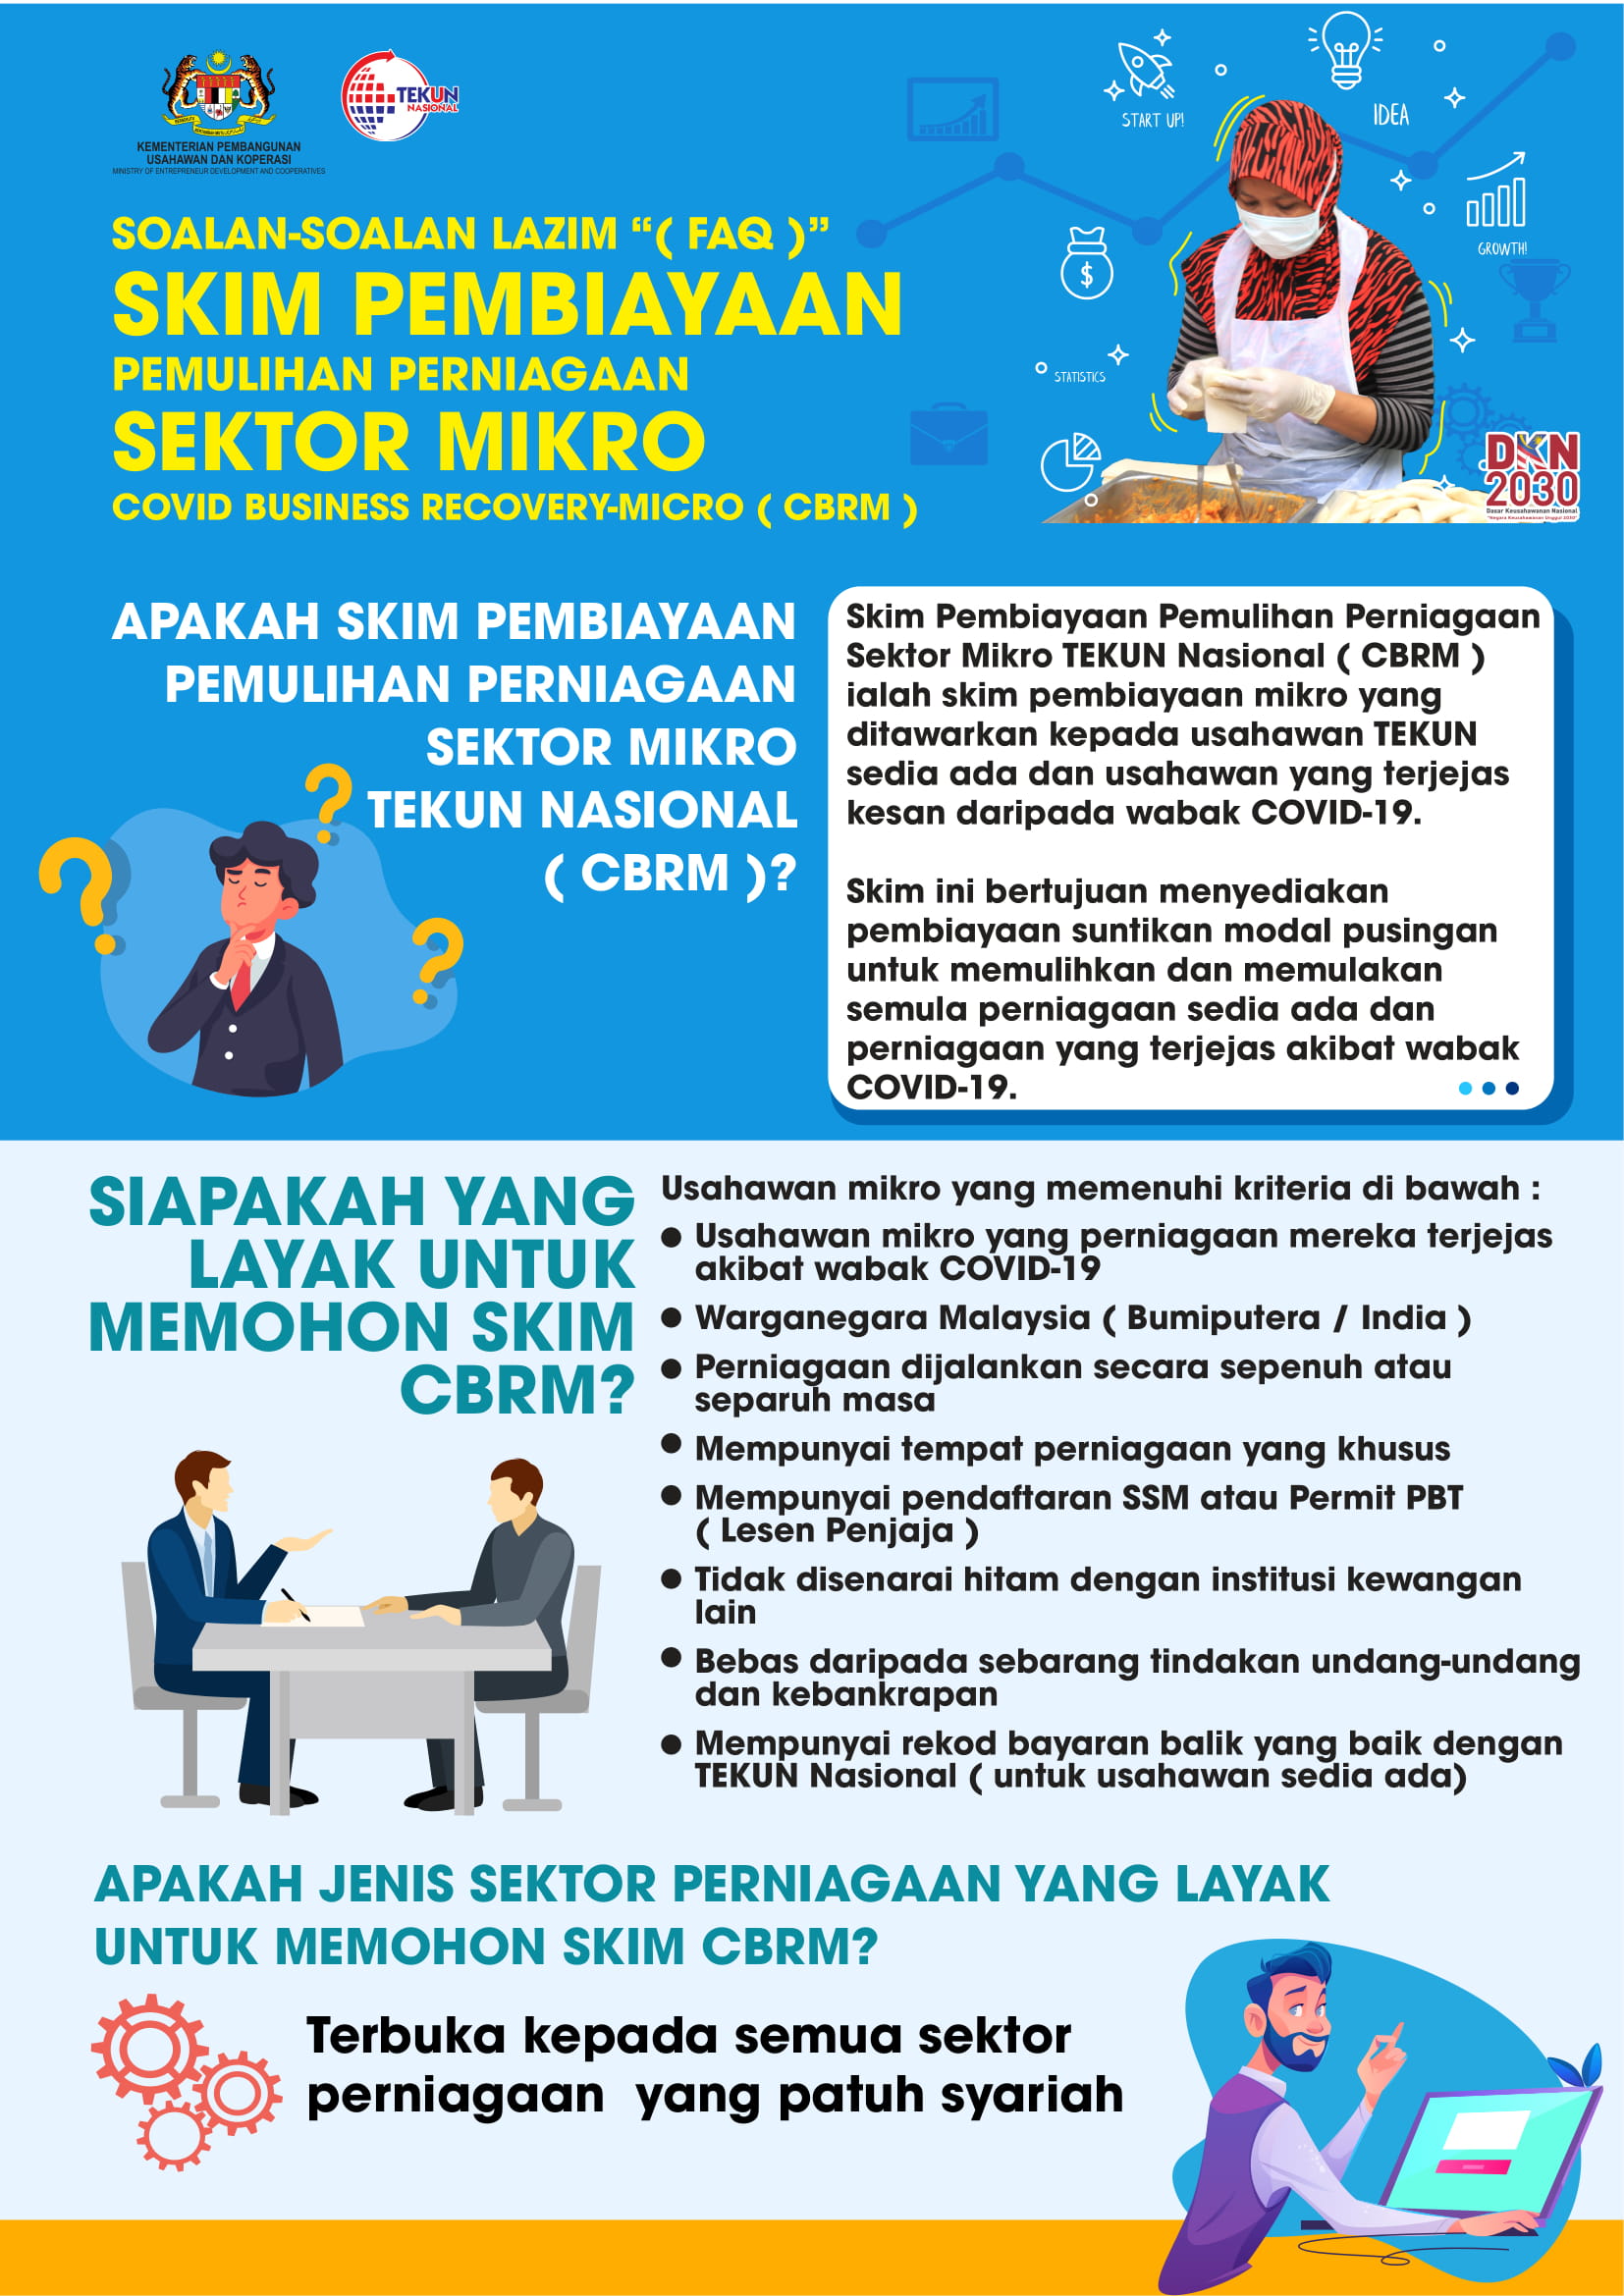 KEMENTERIAN PEMBANGUNAN
USAHAWAN DAN KOPERASI
MINISTRY OF ENTREPRENEUR DEVELOPMENT AND COOPERATIVES
TEKUN
NASIONAL
START UP!
IDEA
GROWTH!
STATISTICS
DKN
2030
Dasar Keusahawanan Nasional
"Negara Keusahawanan Unggul 2030"
SOALAN-SOALAN LAZIM “( FAQ )”
SKIM PEMBIAYAAN
PEMULIHAN PERNIAGAAN
SEKTOR MIKRO
COVID BUSINESS RECOVERY-MICRO ( CBRM )
APAKAH SKIM PEMBIAYAAN
PEMULIHAN PERNIAGAAN
SEKTOR MIKRO
TEKUN NASIONAL
( CBRM )?
Skim Pembiayaan Pemulihan Perniagaan
Sektor Mikro TEKUN Nasional ( CBRM )
ialah skim pembiayaan mikro yang
ditawarkan kepada usahawan TEKUN
sedia ada dan usahawan yang terjejas
kesan daripada wabak COVID-19.
Skim ini bertujuan menyediakan
pembiayaan suntikan modal pusingan
untuk memulihkan dan memulakan
semula perniagaan sedia ada dan
perniagaan yang terjejas akibat wabak
COVID-19.
SIAPAKAH YANG
LAYAK UNTUK
MEMOHON SKIM
CBRM?
Usahawan mikro yang memenuhi kriteria di bawah :
● Usahawan mikro yang perniagaan mereka terjejas
akibat wabak COVID-19
● Warganegara Malaysia ( Bumiputera / India )
● Perniagaan dijalankan secara sepenuh atau
separuh masa
● Mempunyai tempat perniagaan yang khusus
● Mempunyai pendaftaran SSM atau Permit PBT
( Lesen Penjaja )
● Tidak disenarai hitam dengan institusi kewangan
lain
● Bebas daripada sebarang tindakan undang-undang
dan kebankrapan
● Mempunyai rekod bayaran balik yang baik dengan
TEKUN Nasional ( untuk usahawan sedia ada)
APAKAH JENIS SEKTOR PERNIAGAAN YANG LAYAK
UNTUK MEMOHON SKIM CBRM?
Terbuka kepada semua sektor
perniagaan yang patuh syariah